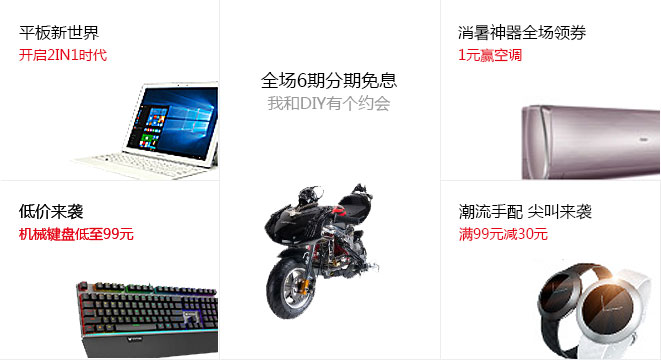 平板新世界
开启2IN1时代
全场6期分期免息
我和DIY有个约会
消暑神器全场领券
1元赢空调
低价来袭
机械键盘低至99元
潮流手配 尖叫来袭
满99元减30元